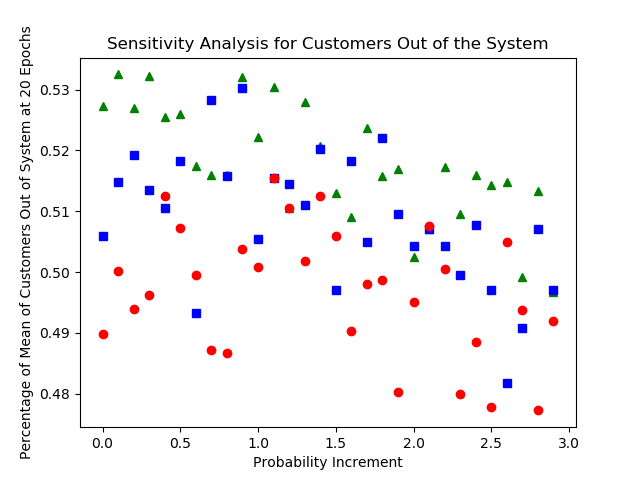 Sensitivity Analysis for Customers Out of the System
Percentage of Mean of Customers Out of System at 20 Epochs
0.53
0.52
0.51
0.50
0.49
0.48
0.0 0.5 1.0 1.5 2.0 2.5 3.0
Probability Increment